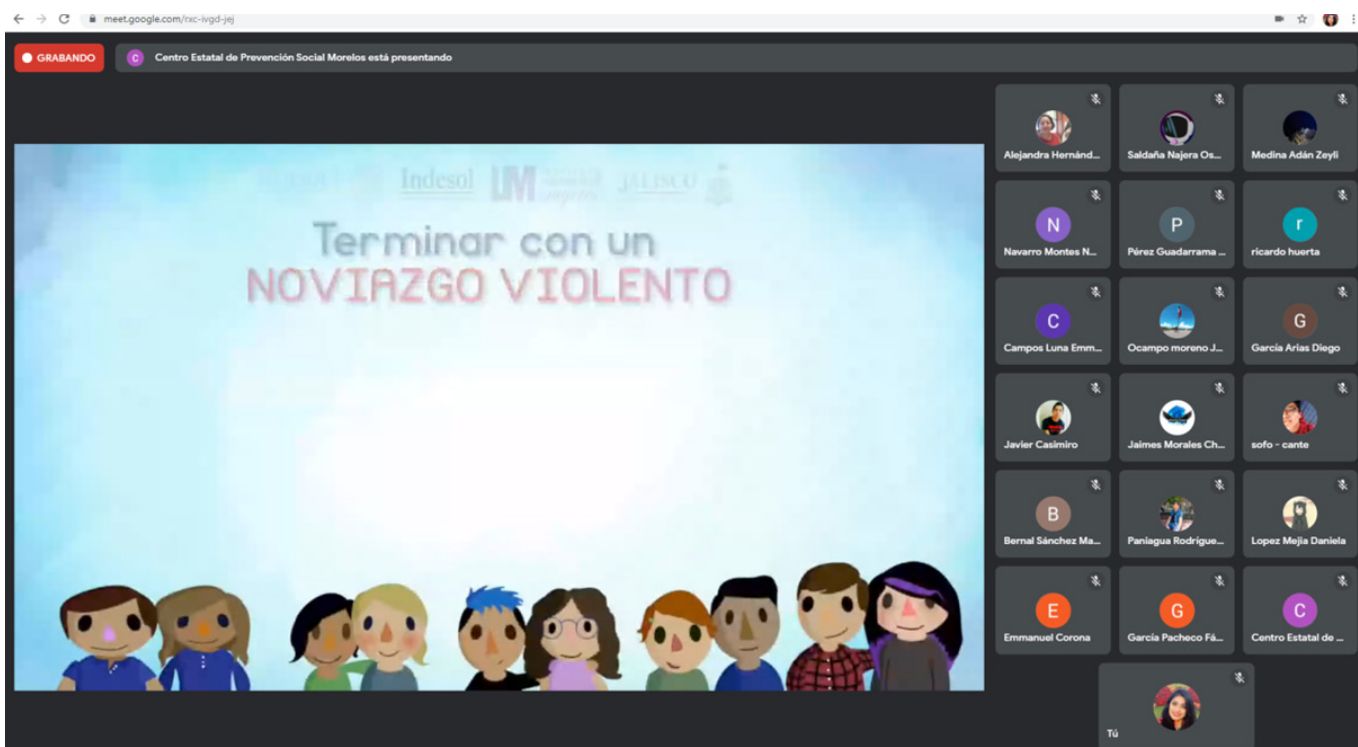 meet.google.com/rxc-ivgd-jej
GRABANDO
C Centro Estatal de Prevención Social Morelos está presentando
Indesol
JALISCO
Terminar con un
NOVIAZGO VIOLENTO
Alejandra Hernánd...
Saldaña Najera Os...
Medina Adán Zeyli
N
Navarro Montes N...
P
Pérez Guadarrama ...
r
ricardo huerta
C
Campos Luna Emm...
Ocampo moreno J...
G
García Arias Diego
Javier Casimiro
Jaimes Morales Ch...
sofo - cante
B
Bernal Sánchez Ma...
Paniagua Rodrígue...
Lopez Mejia Daniela
E
Emmanuel Corona
G
García Pacheco Fá...
C
Centro Estatal de ...
Tú